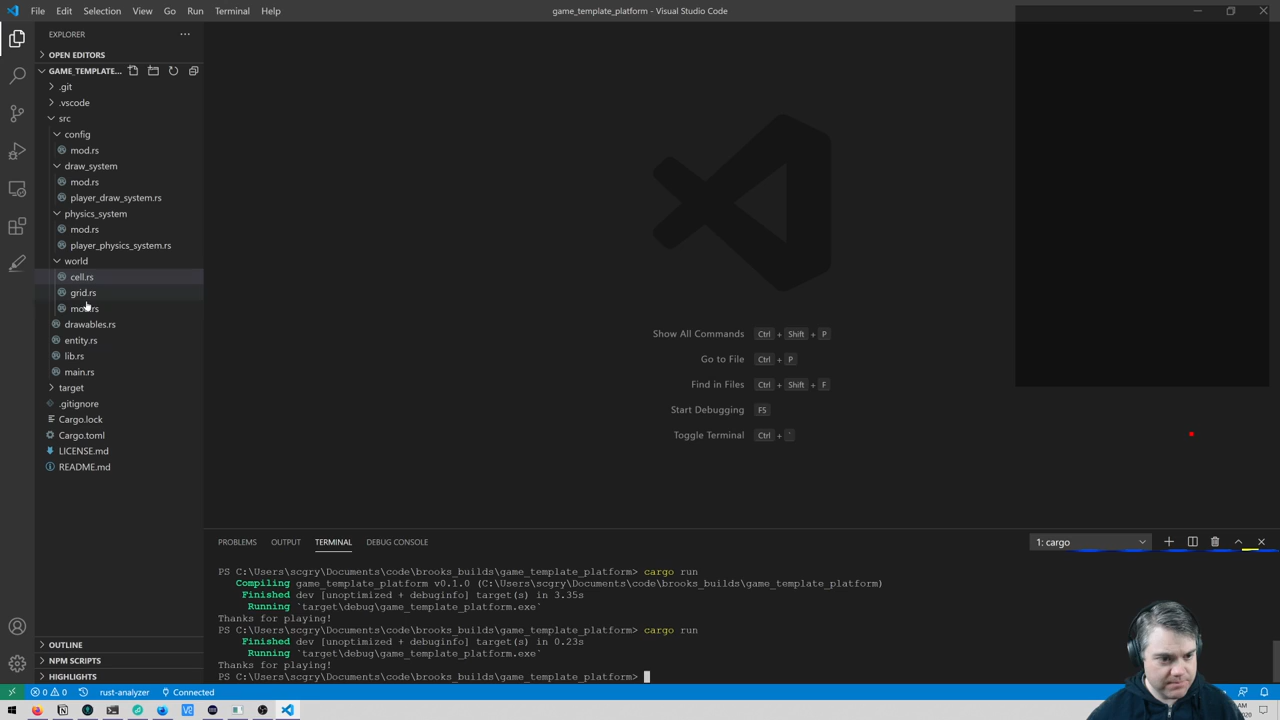 File Edit Selection View Go Run Terminal Help
game_template_platform - Visual Studio Code
EXPLORER
OPEN EDITORS
GAME_TEMPLATE...
.git
.vscode
src
config
mod.rs
draw_system
mod.rs
player_draw_system.rs
physics_system
mod.rs
player_physics_system.rs
world
cell.rs
grid.rs
mod.rs
drawables.rs
entity.rs
lib.rs
main.rs
target
.gitignore
Cargo.lock
Cargo.toml
LICENSE.md
README.md
OUTLINE
NPM SCRIPTS
HIGHLIGHTS
Show All Commands Ctrl + Shift + P
Go to File Ctrl + P
Find in Files Ctrl + Shift + F
Start Debugging F5
Toggle Terminal Ctrl + `
PROBLEMS OUTPUT TERMINAL DEBUG CONSOLE
1: cargo
PS C:\Users\scgry\Documents\code\brooks_builds\game_template_platform> cargo run
Compiling game_template_platform v0.1.0 (C:\Users\scgry\Documents\code\brooks_builds\game_template_platform)
Finished dev [unoptimized + debuginfo] target(s) in 3.35s
Running `target\debug\game_template_platform.exe`
Thanks for playing!
PS C:\Users\scgry\Documents\code\brooks_builds\game_template_platform> cargo run
Finished dev [unoptimized + debuginfo] target(s) in 0.23s
Running `target\debug\game_template_platform.exe`
Thanks for playing!
PS C:\Users\scgry\Documents\code\brooks_builds\game_template_platform>
0 0 rust-analyzer Connected